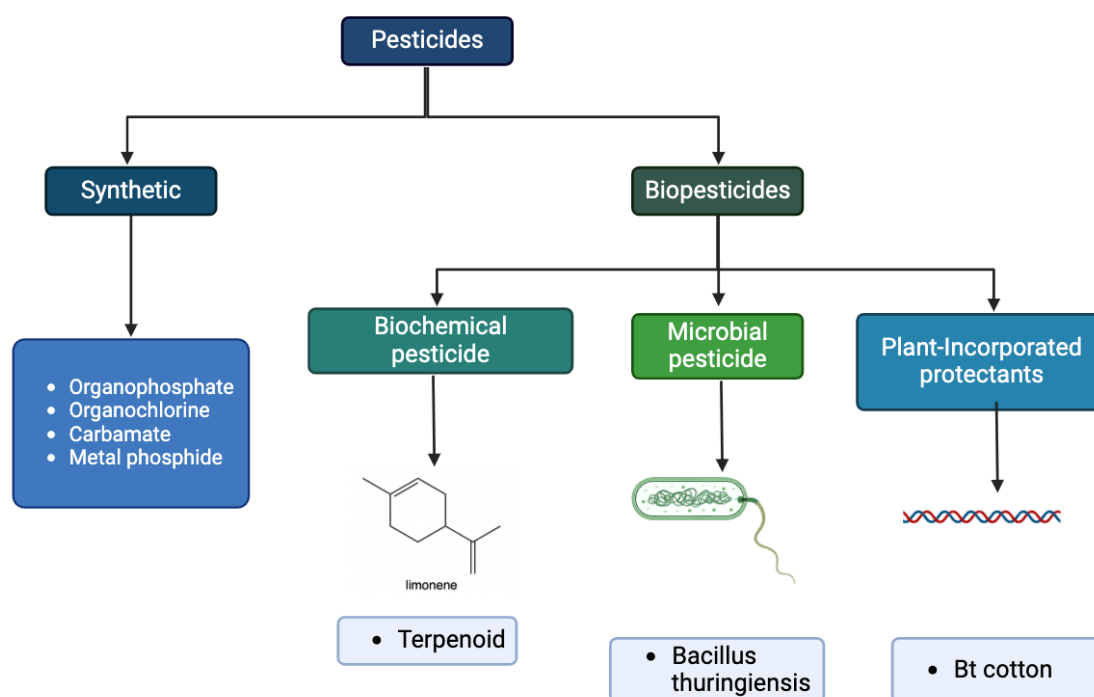 Pesticides
Synthetic
Biopesticides
• Organophosphate
• Organochlorine
• Carbamate
• Metal phosphide
Biochemical
pesticide
Microbial
pesticide
Plant-Incorporated
protectants
limonene
• Terpenoid
• Bacillus
thuringiensis
• Bt cotton